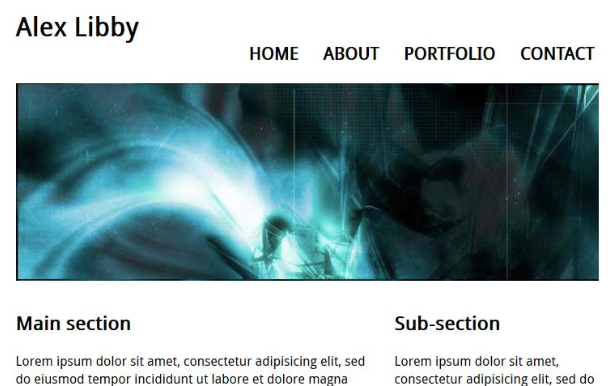 Alex Libby
HOME ABOUT PORTFOLIO CONTACT
Main section
Lorem ipsum dolor sit amet, consectetur adipisicing elit, sed
do eiusmod tempor incididunt ut labore et dolore magna
Sub-section
Lorem ipsum dolor sit amet,
consectetur adipisicing elit, sed do